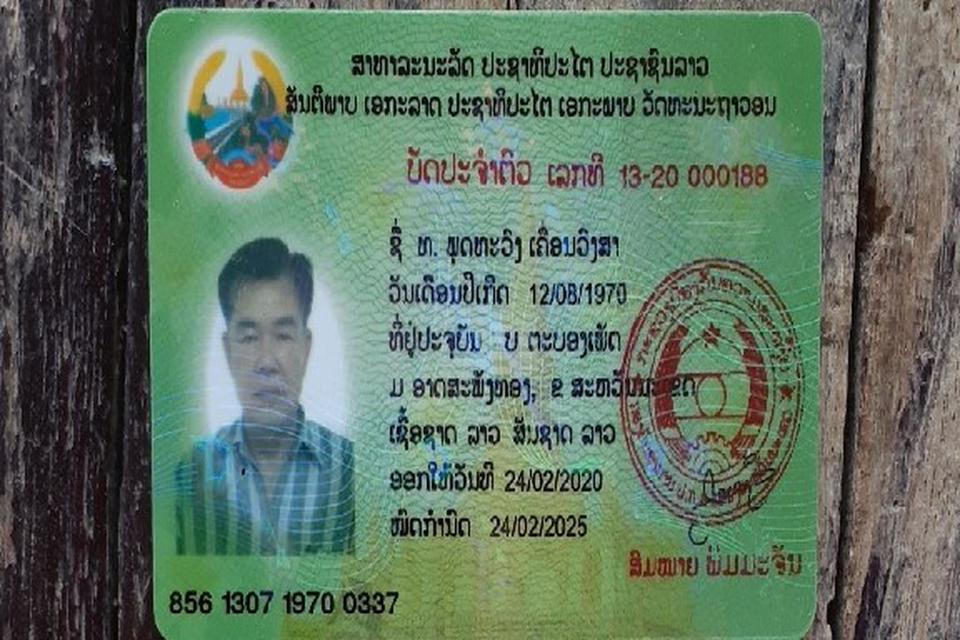 ສາທາລະນະລັດ ປະຊາທິປະໄຕ ປະຊາຊົນລາວ
ສັນຕິພາບ ເອກະລາດ ປະຊາທິປະໄຕ ເອກະພາບ ວັດທະນະຖາວອນ
ບັດປະຈຳຕົວ ເລກທີ 13-20 000188
ຊື່ ທ. ພຸດທະວົງ ເຄື່ອນວົງສາ
ວັນເດືອນປີເກີດ 12/08/1970
ທີ່ຢູ່ປະຈຸບັນ ບ ຕະບອງເພັດ
ມ ອາດສະພັງທອງ, ຂ ສະຫວັນນະເຂດ
ເຊື້ອຊາດ ລາວ ສັນຊາດ ລາວ
ອອກໃຫ້ວັນທີ 24/02/2020
ໝົດກຳນົດ 24/02/2025
ສົມໝາຍ ພົມມະຈັນ
856 1307 1970 0337